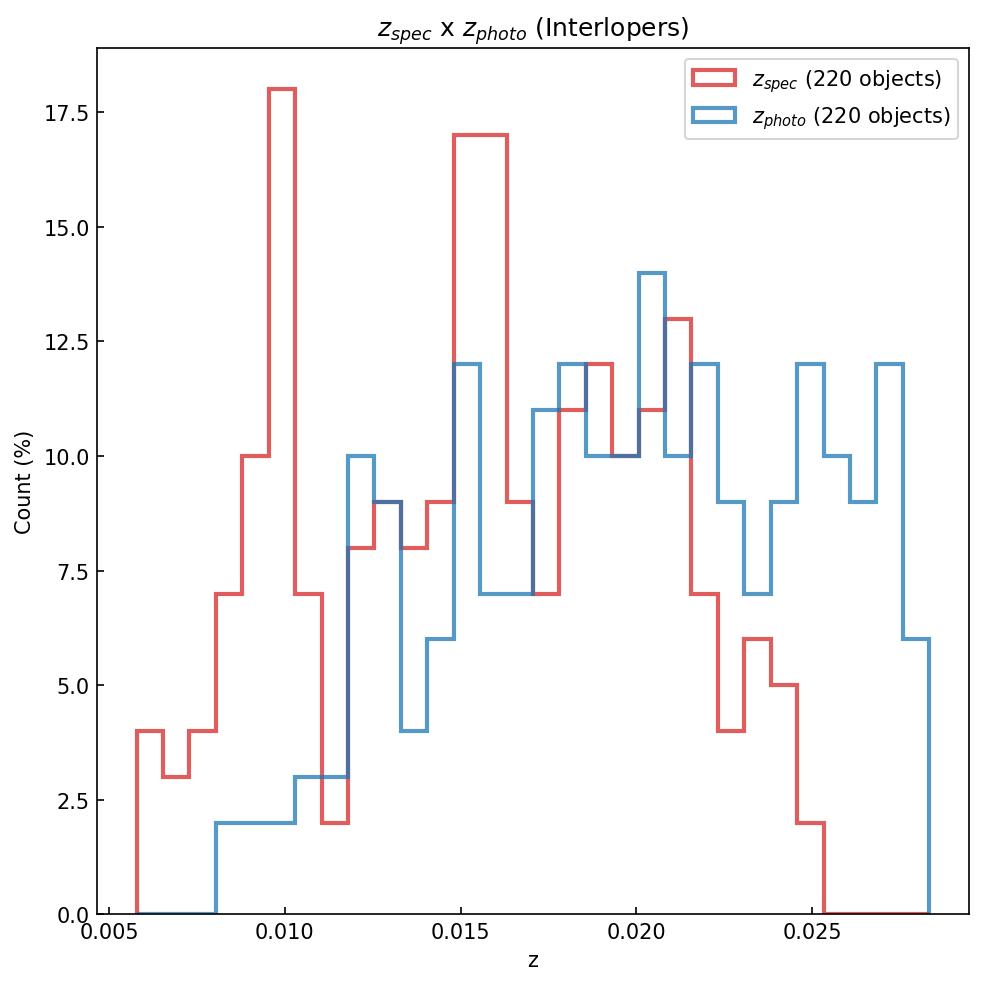 z_spec x z_photo (Interlopers)
z_spec (220 objects)
z_photo (220 objects)
Count (%)
17.5
15.0
12.5
10.0
7.5
5.0
2.5
0.0
0.005 0.010 0.015 0.020 0.025
z